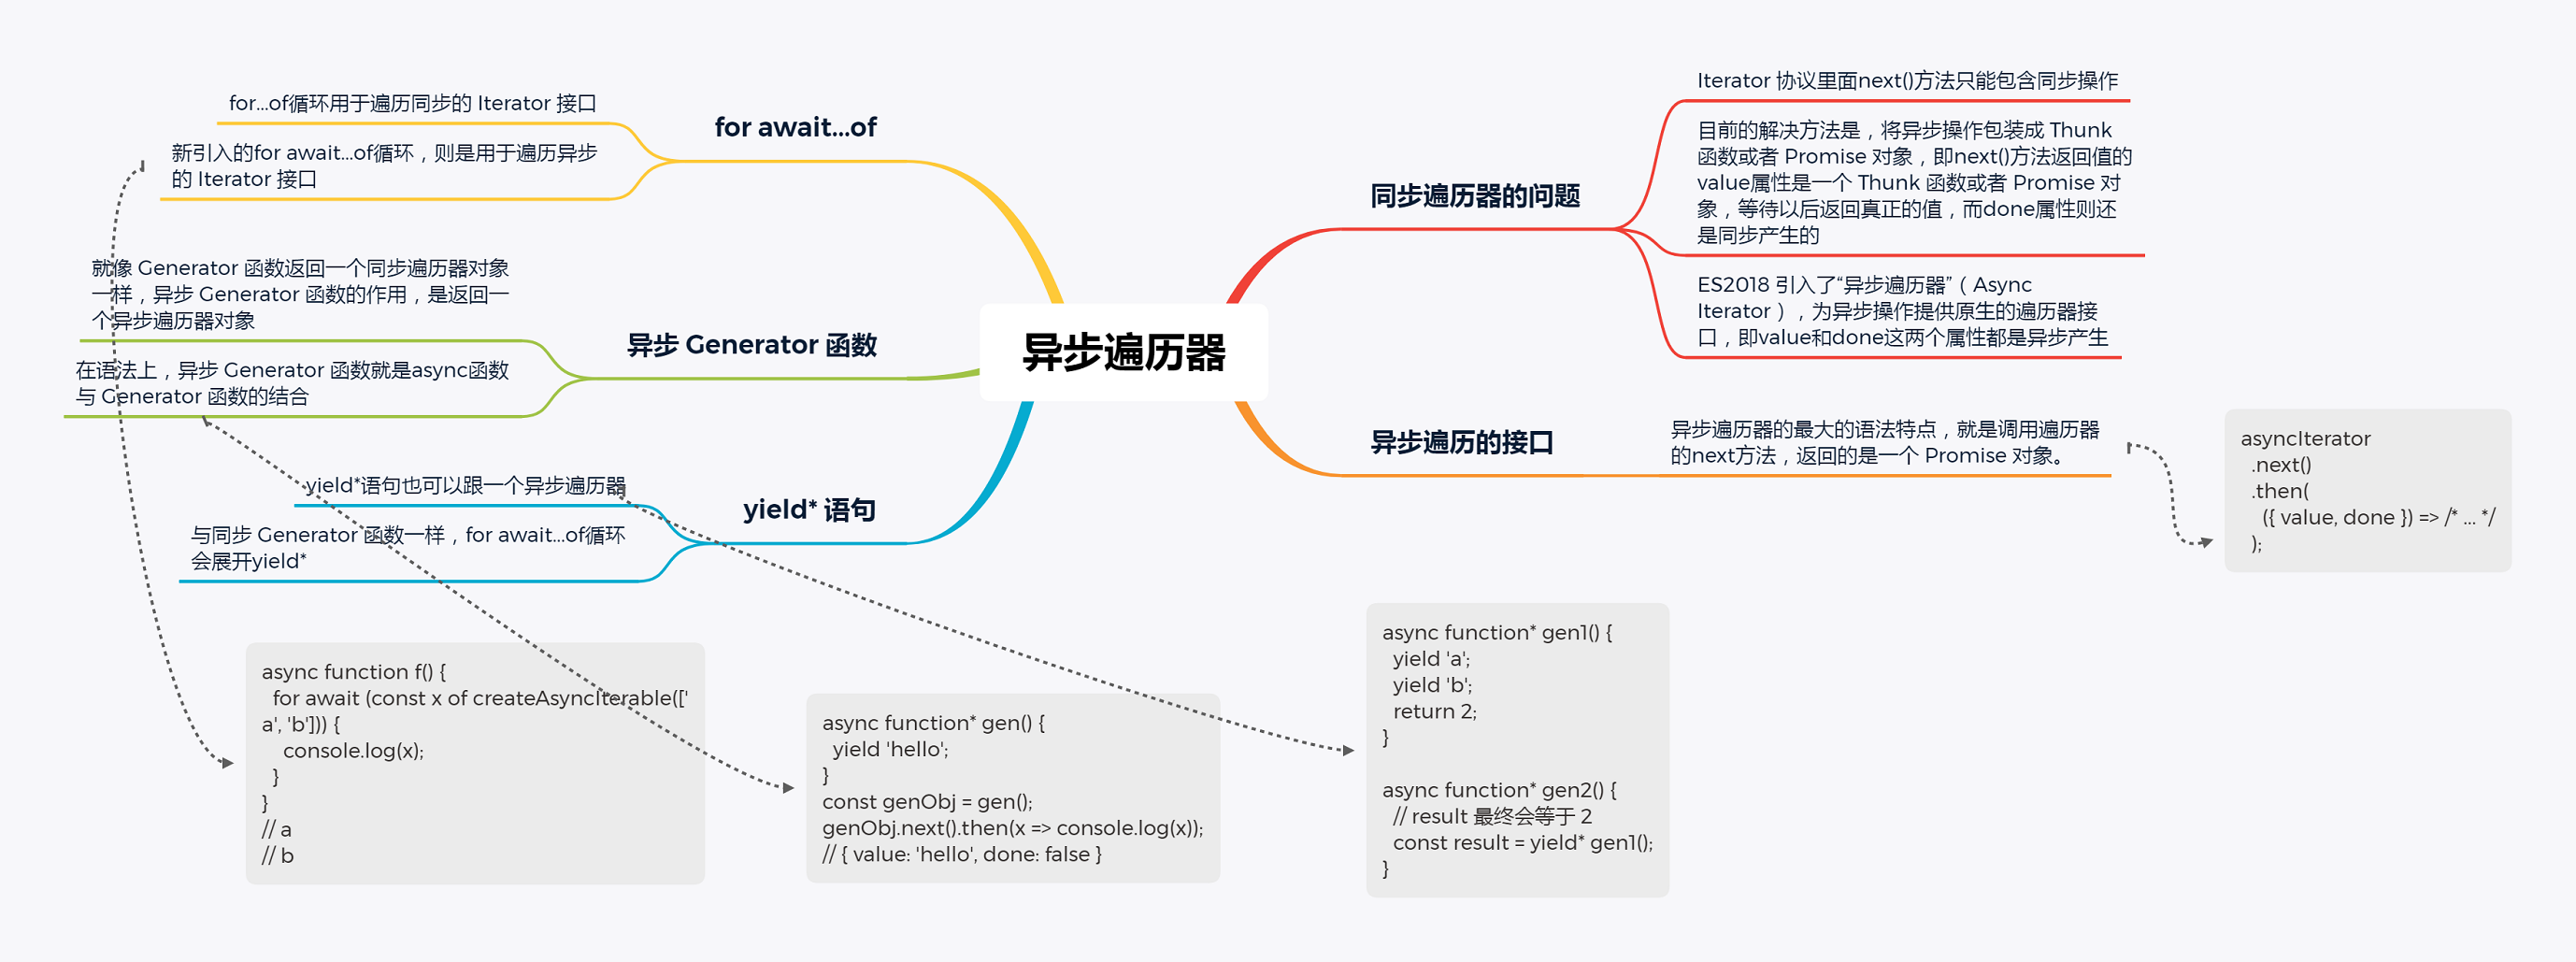 异步遍历器
同步遍历器的问题
Iterator 协议里面next()方法只能包含同步操作
目前的解决方法是，将异步操作包装成 Thunk
函数或者 Promise 对象，即next()方法返回值的
value属性是一个 Thunk 函数或者 Promise 对
象，等待以后返回真正的值，而done属性则还
是同步产生的
ES2018 引入了“异步遍历器”（Async
Iterator），为异步操作提供原生的遍历器接
口，即value和done这两个属性都是异步产生
异步遍历的接口
异步遍历器的最大的语法特点，就是调用遍历器
的next方法，返回的是一个 Promise 对象。
asyncIterator
  .next()
  .then(
    ({ value, done }) => /* ... */
  );
for await...of
for...of循环用于遍历同步的 Iterator 接口
新引入的for await...of循环，则是用于遍历异步
的 Iterator 接口
异步 Generator 函数
就像 Generator 函数返回一个同步遍历器对象
一样，异步 Generator 函数的作用，是返回一
个异步遍历器对象
在语法上，异步 Generator 函数就是async函数
与 Generator 函数的结合
yield* 语句
yield*语句也可以跟一个异步遍历器
与同步 Generator 函数一样，for await...of循环
会展开yield*
async function f() {
  for await (const x of createAsyncIterable(['
a', 'b'])) {
    console.log(x);
  }
}
// a
// b
async function* gen() {
  yield 'hello';
}
const genObj = gen();
genObj.next().then(x => console.log(x));
// { value: 'hello', done: false }
async function* gen1() {
  yield 'a';
  yield 'b';
  return 2;
}
async function* gen2() {
  // result 最终会等于 2
  const result = yield* gen1();
}